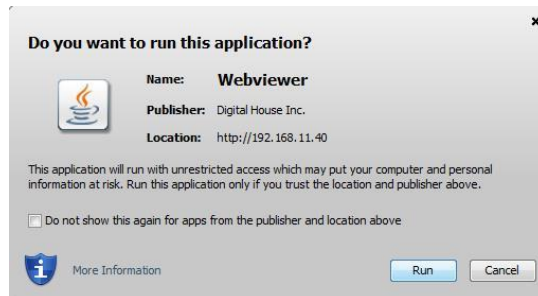 Do you want to run this application?
Name: Webviewer
Publisher: Digital House Inc.
Location: http://192.168.11.40
This application will run with unrestricted access which may put your computer and personal
information at risk. Run this application only if you trust the location and publisher above.
Do not show this again for apps from the publisher and location above
More Information
Run
Cancel